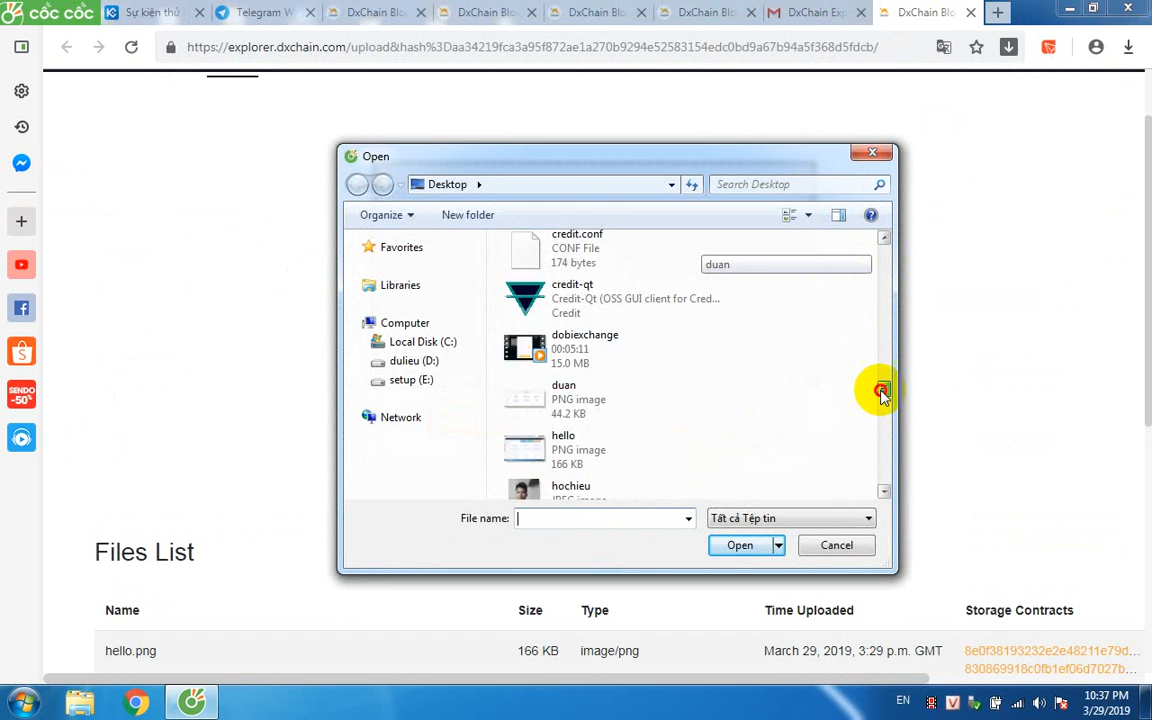 cốc cốc
Sự kiện thử
Telegram W
DxChain Blo
DxChain Blo
DxChain Blo
DxChain Blo
DxChain Exp
DxChain Blo
https://explorer.dxchain.com/upload&hash%3Daa34219fca3a95f872ae1a270b9294e52583154edc0bd9a67b94a5f368d5fdcb/
SENDO
-50%
Open
Desktop
Search Desktop
Organize
New folder
Favorites
Libraries
Computer
Local Disk (C:)
dulieu (D:)
setup (E:)
Network
credit.conf
CONF File
174 bytes
duan
credit-qt
Credit-Qt (OSS GUI client for Cred...
Credit
dobiexchange
00:05:11
15.0 MB
duan
PNG image
44.2 KB
hello
PNG image
166 KB
hochieu
JPEG image
File name:
Tất cả Tệp tin
Open
Cancel
Files List
Name Size Type Time Uploaded Storage Contracts
hello.png 166 KB image/png March 29, 2019, 3:29 p.m. GMT 8e0f38193232e2e48211e79d...
830869918c0fb1ef06d7027b...
EN
10:37 PM
3/29/2019